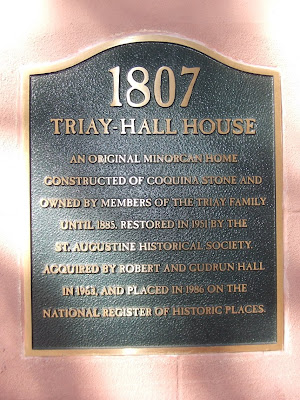 1807
TRIAY-HALL HOUSE
AN ORIGINAL MINORCAN HOME
CONSTRUCTED OF COQUINA STONE AND
OWNED BY MEMBERS OF THE TRIAY FAMILY
UNTIL 1885. RESTORED IN 1951 BY THE
ST. AUGUSTINE HISTORICAL SOCIETY.
ACQUIRED BY ROBERT AND GUDRUN HALL
IN 1953, AND PLACED IN 1986 ON THE
NATIONAL REGISTER OF HISTORIC PLACES.